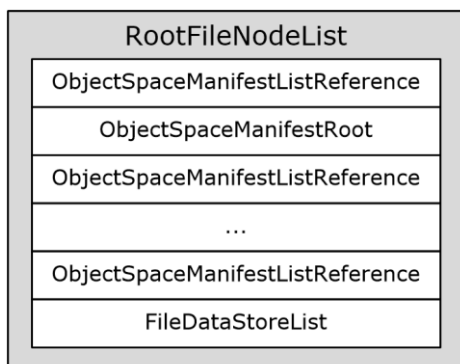 RootFileNodeList
ObjectSpaceManifestListReference
ObjectSpaceManifestRoot
ObjectSpaceManifestListReference
...
ObjectSpaceManifestListReference
FileDataStoreList